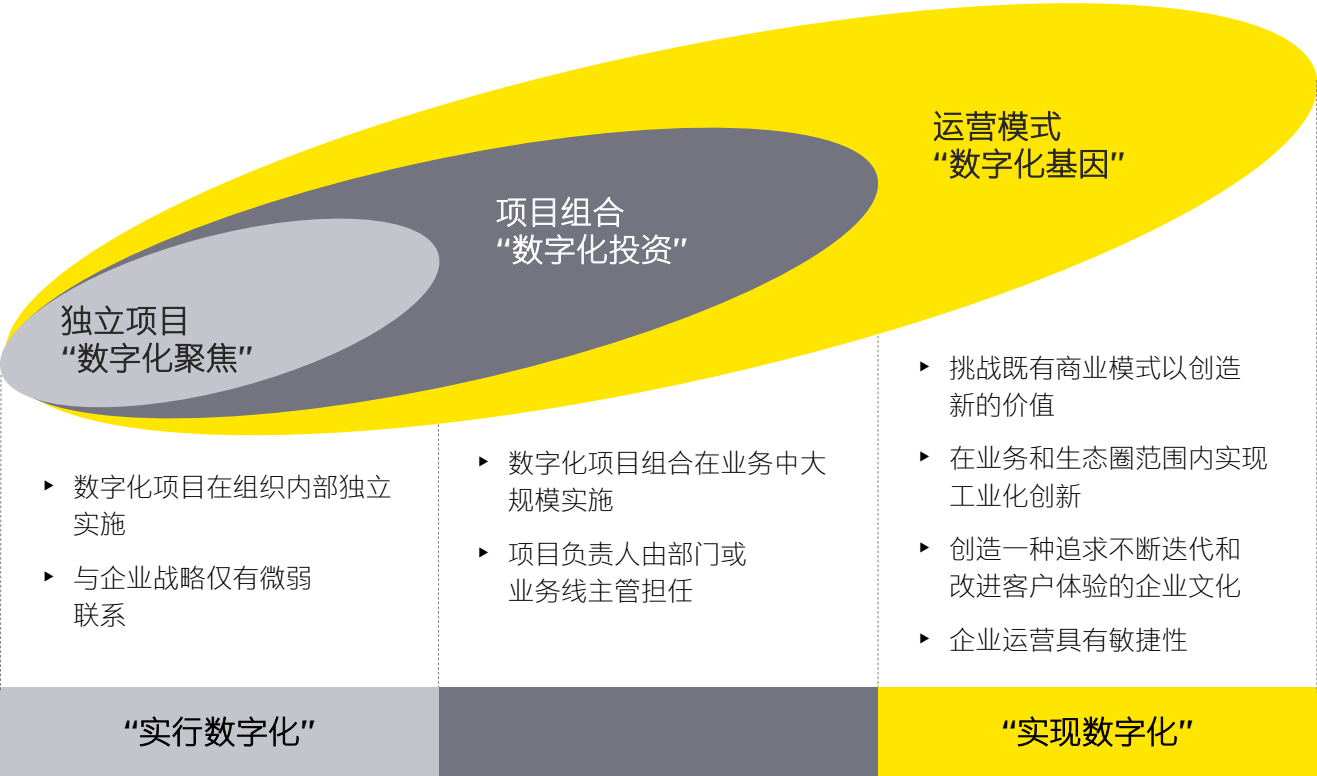 运营模式
“数字化基因”
项目组合
“数字化投资”
独立项目
“数字化聚焦”
▸ 数字化项目在组织内部独立
实施
▸ 与企业战略仅有微弱
联系
▸ 数字化项目组合在业务中大
规模实施
▸ 项目负责人由部门或
业务线主管担任
▸ 挑战既有商业模式以创造
新的价值
▸ 在业务和生态圈范围内实现
工业化创新
▸ 创造一种追求不断迭代和
改进客户体验的企业文化
▸ 企业运营具有敏捷性
“实行数字化”
“实现数字化”